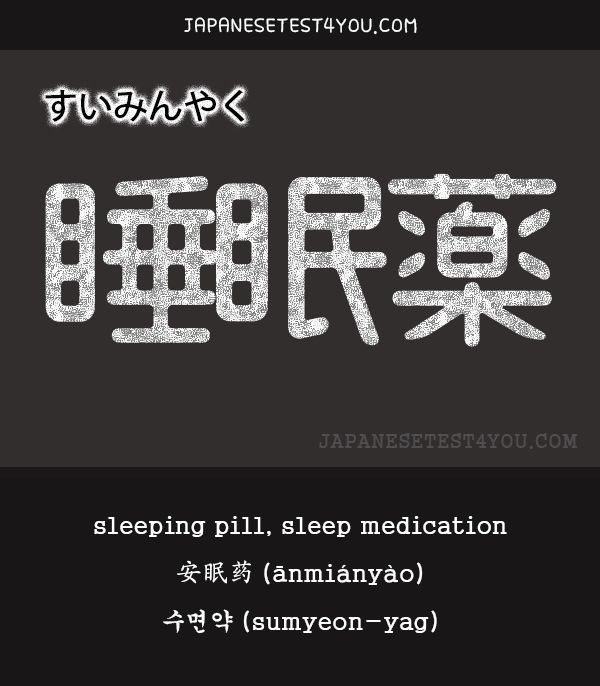 JAPANESETEST4YOU.COM
すいみんやく
睡眠薬
JAPANESETEST4YOU.COM
sleeping pill, sleep medication
安眠药 (ānmiányào)
수면약 (sumyeon-yag)